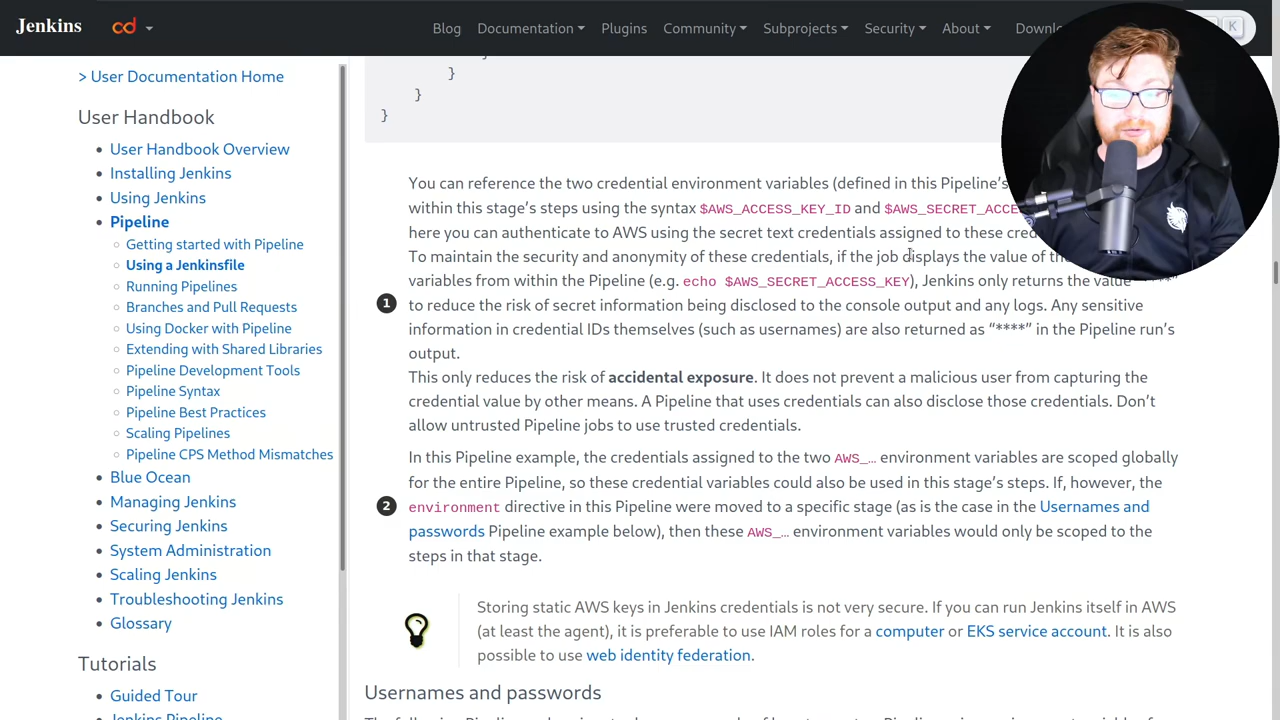 Jenkins
Blog
Documentation
Plugins
Community
Subprojects
Security
About
K
> User Documentation Home
User Handbook
User Handbook Overview
Installing Jenkins
Using Jenkins
Pipeline
Getting started with Pipeline
Using a Jenkinsfile
Running Pipelines
Branches and Pull Requests
Using Docker with Pipeline
Extending with Shared Libraries
Pipeline Development Tools
Pipeline Syntax
Pipeline Best Practices
Scaling Pipelines
Pipeline CPS Method Mismatches
Blue Ocean
Managing Jenkins
Securing Jenkins
System Administration
Scaling Jenkins
Troubleshooting Jenkins
Glossary
Tutorials
Guided Tour
Jenkins Pipeline
}
}
}
You can reference the two credential environment variables (defined in this Pipeline's
within this stage's steps using the syntax $AWS_ACCESS_KEY_ID and
here you can authenticate to AWS using the secret text credentials assigned to these
To maintain the security and anonymity of these credentials, if the job displays the value of
variables from within the Pipeline (e.g. echo $AWS_SECRET_ACCESS_KEY), Jenkins only returns the value
1
to reduce the risk of secret information being disclosed to the console output and any logs. Any sensitive
information in credential IDs themselves (such as usernames) are also returned as “****” in the Pipeline run's
output.
This only reduces the risk of accidental exposure. It does not prevent a malicious user from capturing the
credential value by other means. A Pipeline that uses credentials can also disclose those credentials. Don't
allow untrusted Pipeline jobs to use trusted credentials.
In this Pipeline example, the credentials assigned to the two AWS_… environment variables are scoped globally
for the entire Pipeline, so these credential variables could also be used in this stage's steps. If, however, the
2
environment directive in this Pipeline were moved to a specific stage (as is the case in the Usernames and
passwords Pipeline example below), then these AWS_… environment variables would only be scoped to the
steps in that stage.
Storing static AWS keys in Jenkins credentials is not very secure. If you can run Jenkins itself in AWS
(at least the agent), it is preferable to use IAM roles for a computer or EKS service account. It is also
possible to use web identity federation.
Usernames and passwords